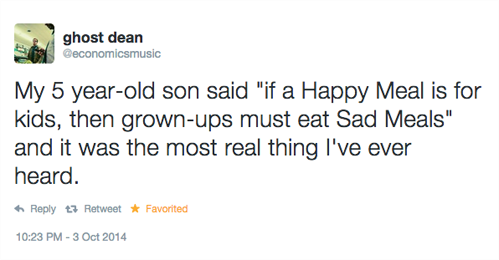 ghost dean
@economicsmusic
My 5 year-old son said "if a Happy Meal is for
kids, then grown-ups must eat Sad Meals"
and it was the most real thing I've ever
heard.
Reply Retweet Favorited
10:23 PM - 3 Oct 2014